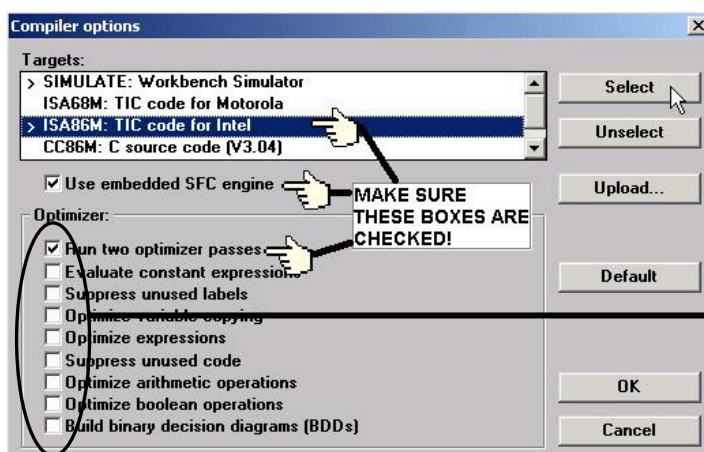 Compiler options
Targets:
> SIMULATE: Workbench Simulator
ISA68M: TIC code for Motorola
> ISA86M: TIC code for Intel
CC86M: C source code (V3.04)
Select
Unselect
Upload...
Default
OK
Cancel
Use embedded SFC engine
MAKE SURE
THESE BOXES ARE
CHECKED!
Optimizer:
Run two optimizer passes
Evaluate constant expressions
Suppress unused labels
Optimize variable copying
Optimize expressions
Suppress unused code
Optimize arithmetic operations
Optimize boolean operations
Build binary decision diagrams (BDDs)